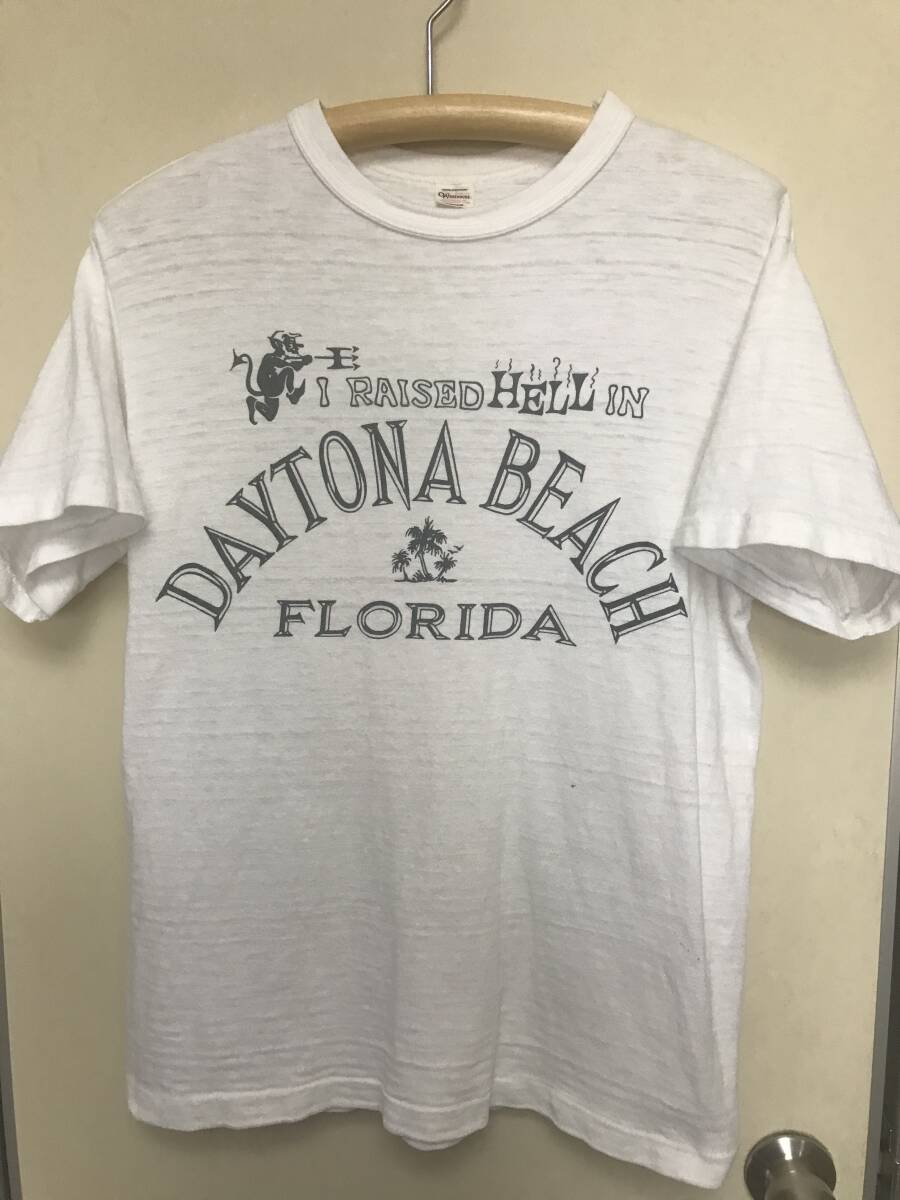 I RAISED HELL IN
DAYTONA BEACH
FLORIDA